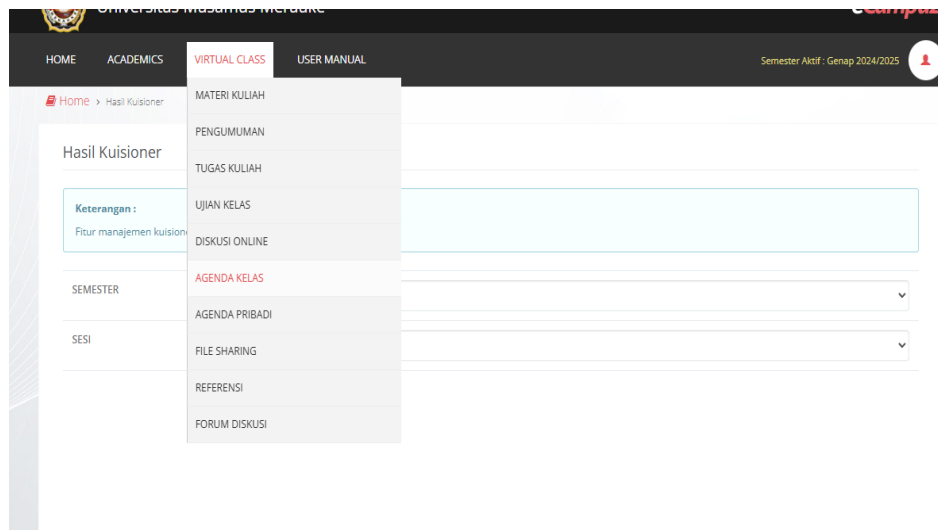 Universitas Musamus Merauke
eCampuz
HOME ACADEMICS VIRTUAL CLASS USER MANUAL
Semester Aktif : Genap 2024/2025
Home > Hasil Kuisioner
MATERI KULIAH
PENGUMUMAN
TUGAS KULIAH
UJIAN KELAS
DISKUSI ONLINE
AGENDA KELAS
AGENDA PRIBADI
FILE SHARING
REFERENSI
FORUM DISKUSI
Hasil Kuisioner
Keterangan :
Fitur manajemen kuision
SEMESTER
SESI